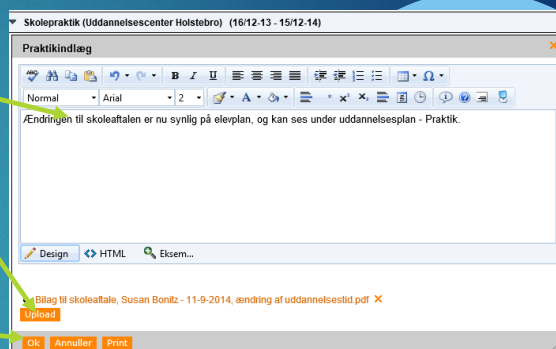 Skolepraktik (Uddannelsescenter Holstebro) (16/12-13 - 15/12-14)
Praktikindlæg
B I U
Normal Arial 2
Ændringen til skoleaftalen er nu synlig på elevplan, og kan ses under uddannelsesplan - Praktik.
Design HTML Eksem...
Bilag til skoleaftale, Susan Bonitz - 11-9-2014, ændring af uddannelsestid.pdf
Upload
Ok Annuller Print